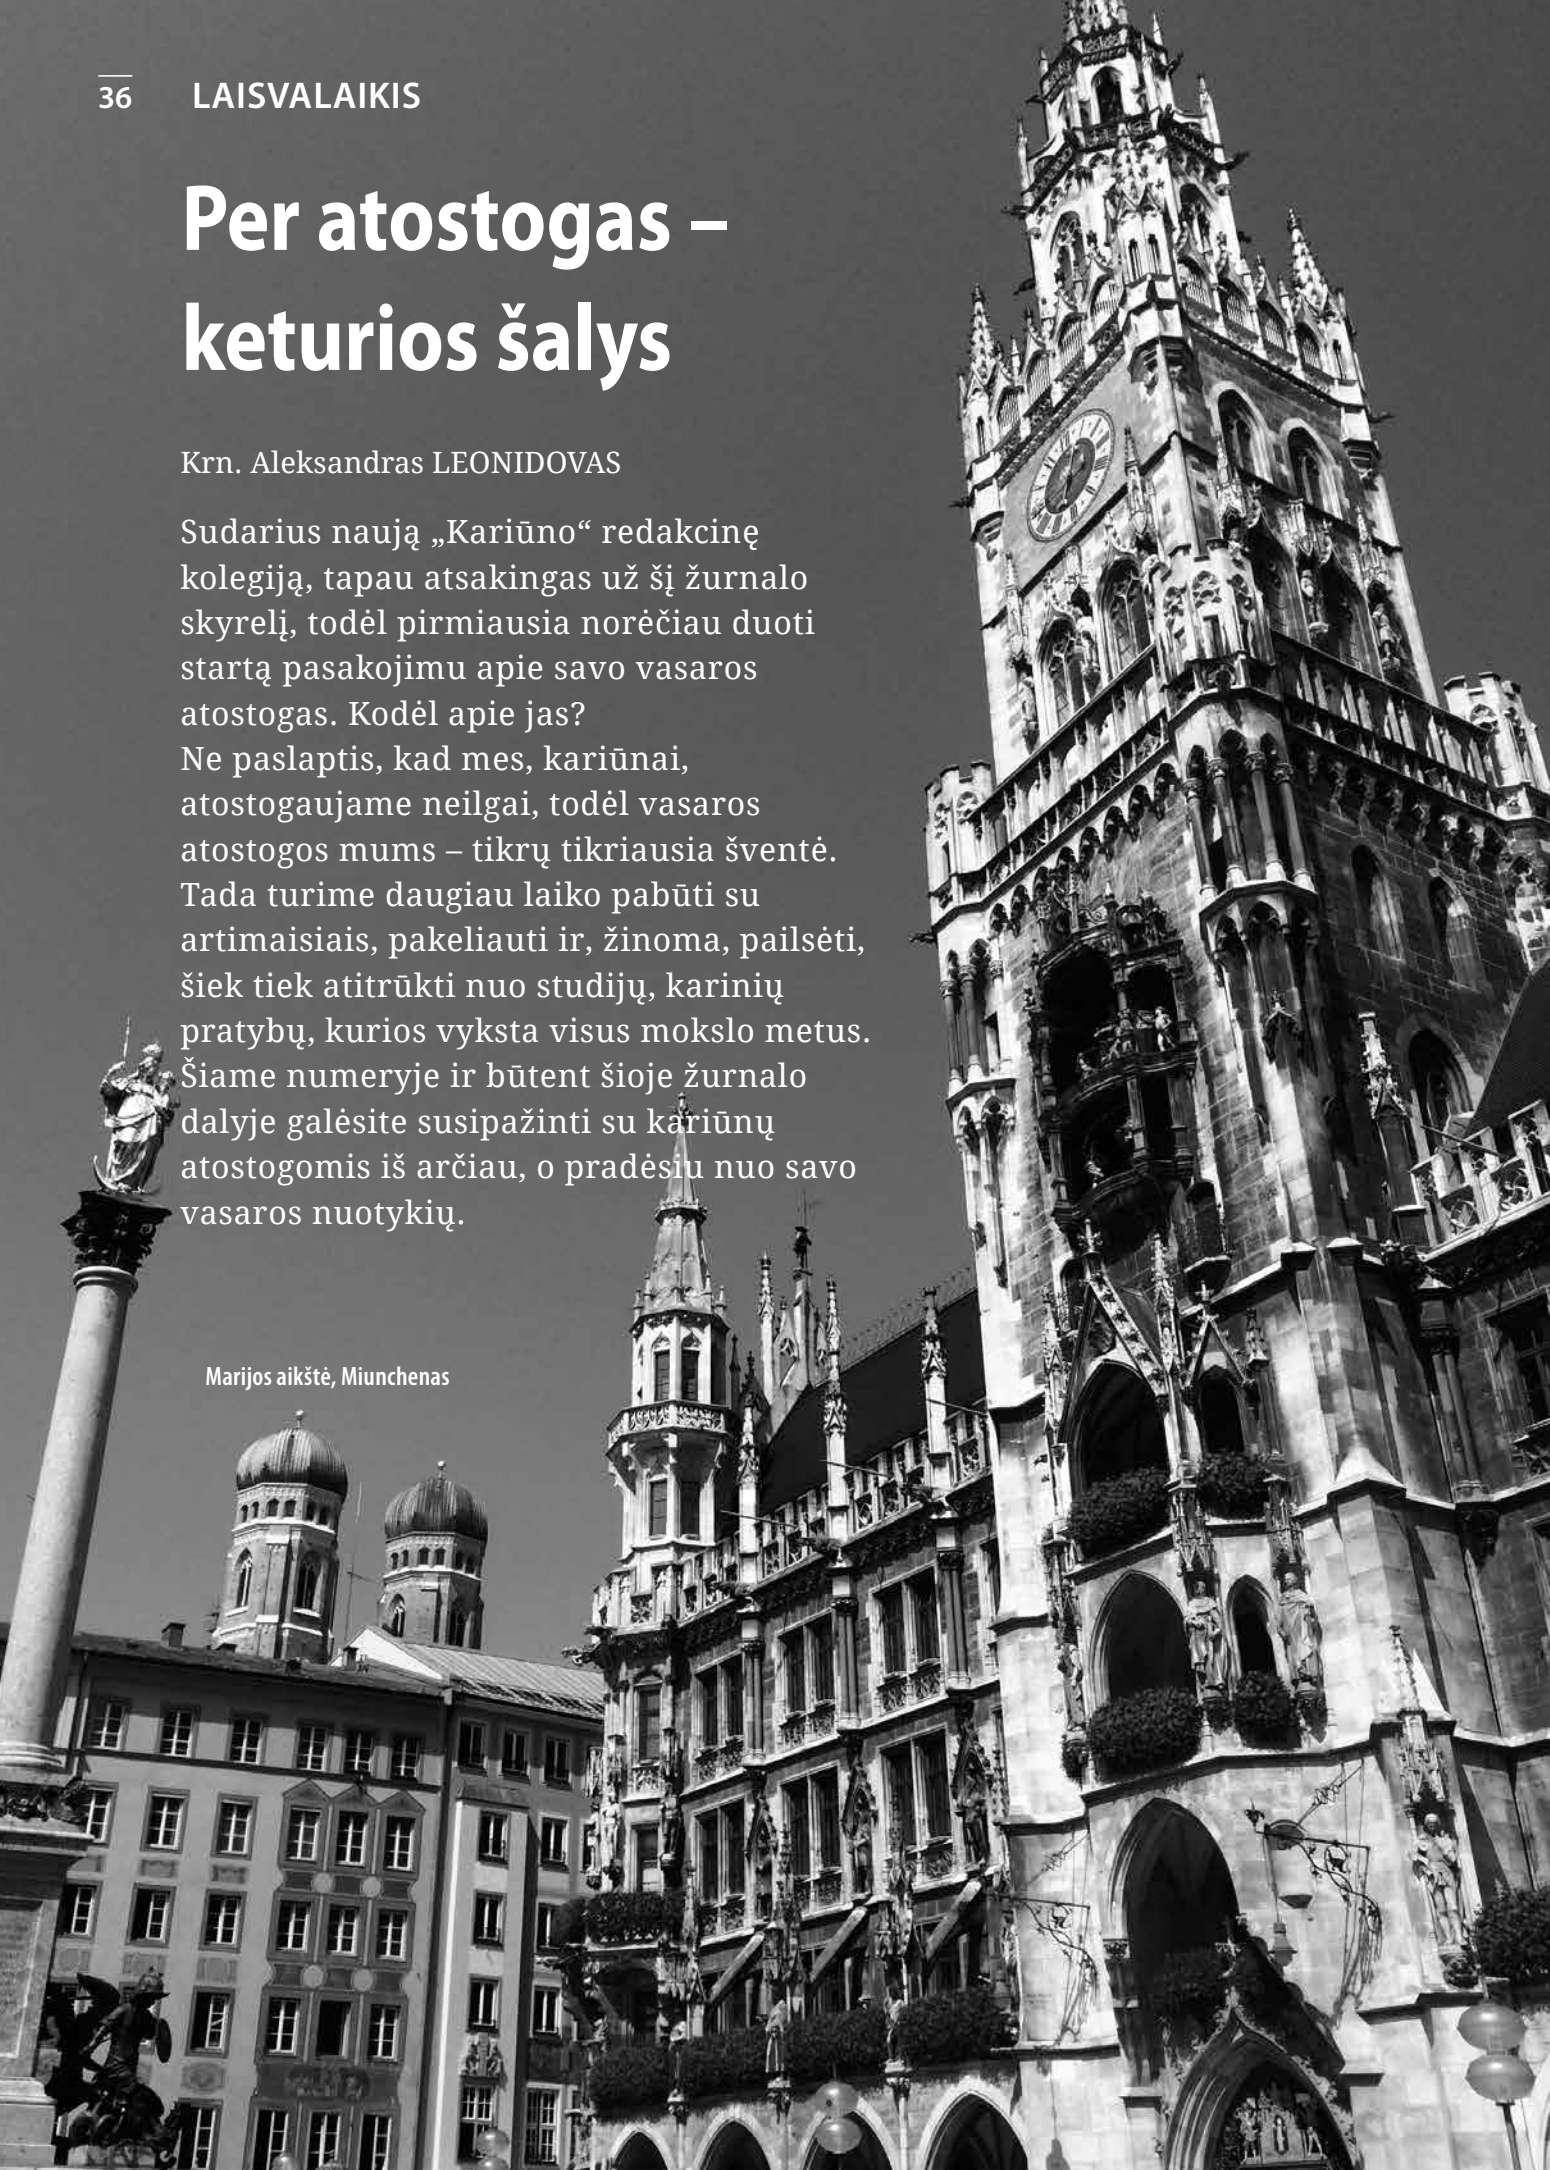 36 LAISVALAIKIS
Per atostogas –
keturios šalys
Krn. Aleksandras LEONIDOVAS
Sudarius naują „Kariūno“ redakcinę
kolegiją, tapau atsakingas už šį žurnalo
skyrelį, todėl pirmiausia norėčiau duoti
startą pasakojimu apie savo vasaros
atostogas. Kodėl apie jas?
Ne paslaptis, kad mes, kariūnai,
atostogaujame neilgai, todėl vasaros
atostogos mums – tikrų tikriausia šventė.
Tada turime daugiau laiko pabūti su
artimaisiais, pakeliauti ir, žinoma, pailsėti,
šiek tiek atitrūkti nuo studijų, karinių
pratybų, kurios vyksta visus mokslo metus.
Šiame numeryje ir būtent šioje žurnalo
dalyje galėsite susipažinti su kariūnų
atostogomis iš arčiau, o pradėsiu nuo savo
vasaros nuotykių.
Marijos aikštė, Miunchenas